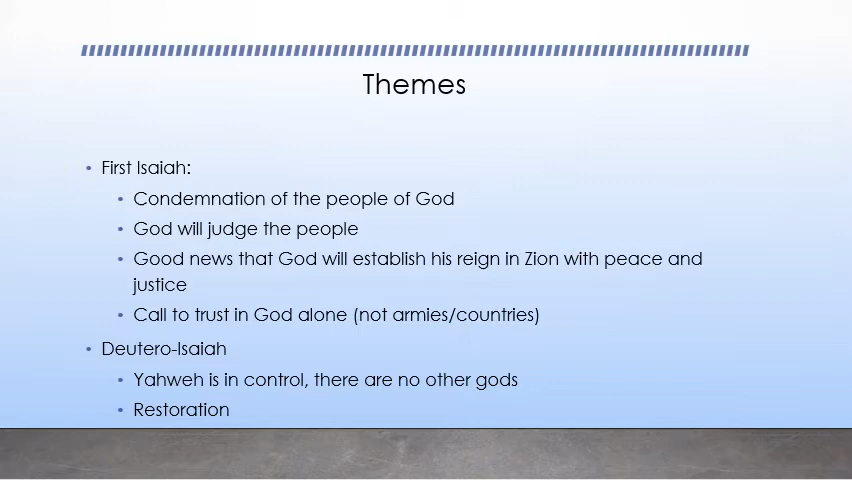 Themes
• First Isaiah:
• Condemnation of the people of God
• God will judge the people
• Good news that God will establish his reign in Zion with peace and
justice
• Call to trust in God alone (not armies/countries)
• Deutero-Isaiah
• Yahweh is in control, there are no other gods
• Restoration